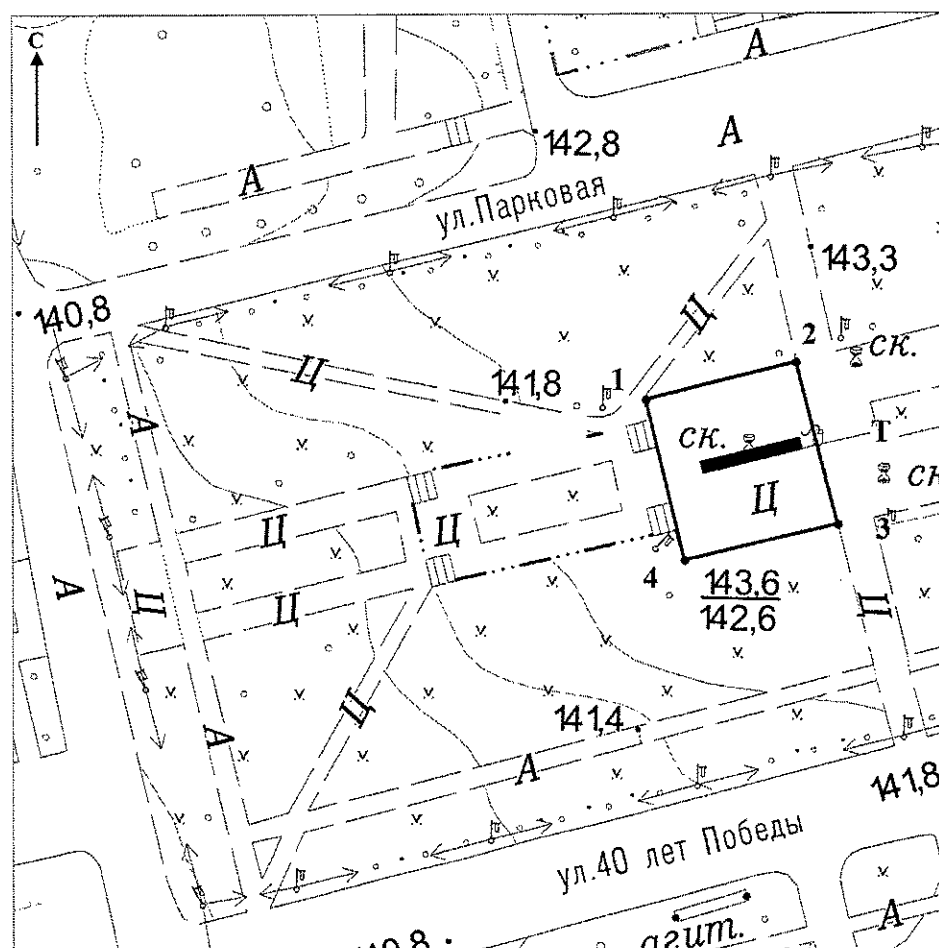 С
А
А
142,8
А
ул.Парковая
143,3
140,8
Ц
2
ск.
Ц
141,8
1
А
ск.
Т
ск
Ц
Ц
Ц
3
4
143,6
142,6
А
Ц
Ц
Ц
Ц
А
141,4
А
141,8
ул.40 лет Победы
А
агит.